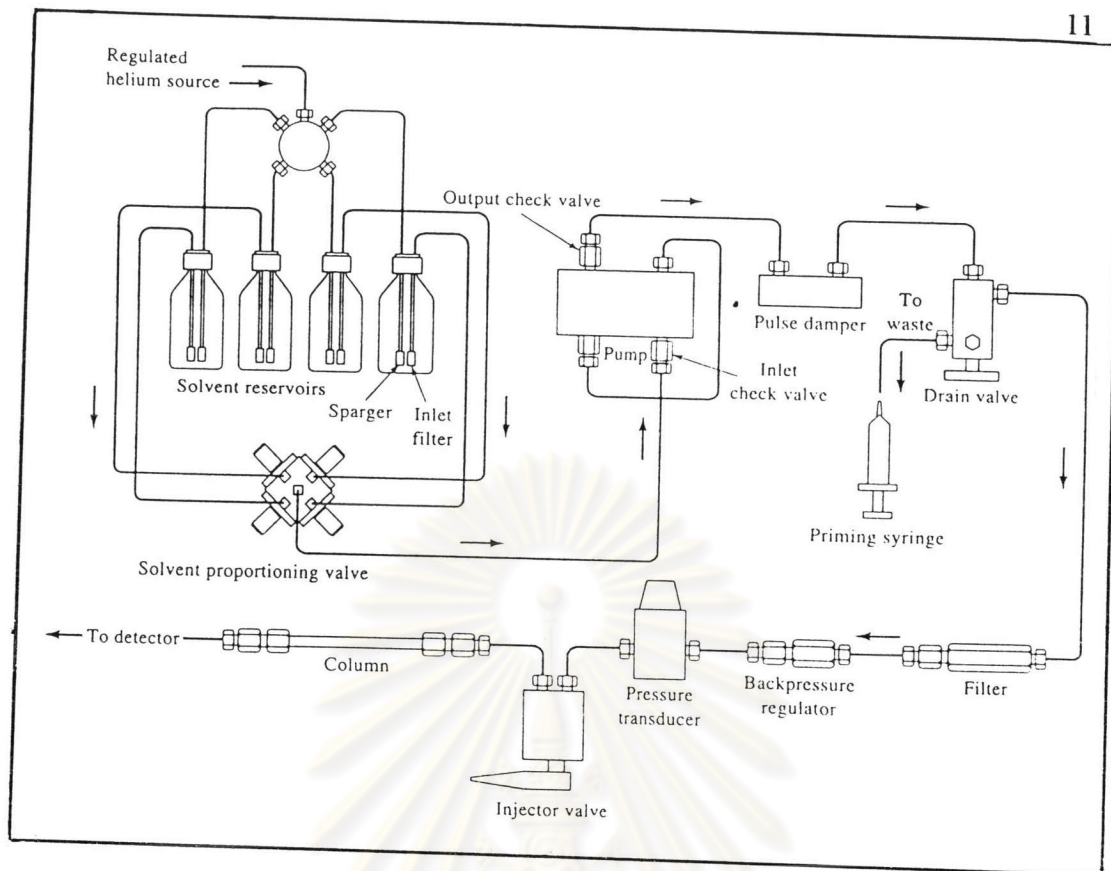 11
Regulated
helium source
Output check valve
Solvent reservoirs
Sparger
Inlet
filter
Pump
Inlet
check valve
Pulse damper
To
waste
Drain valve
Priming syringe
Solvent proportioning valve
To detector
Column
Injector valve
Pressure
transducer
Backpressure
regulator
Filter